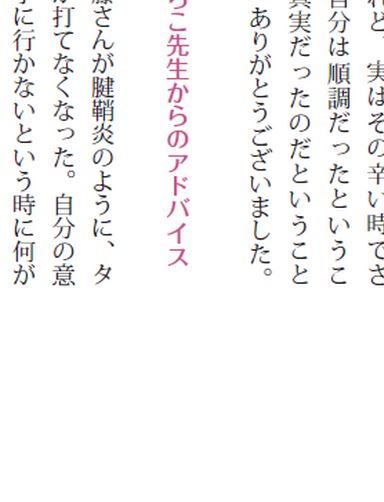 れど、実はその辛い時でさ
自分は順調だったというこ
真実だったのだということ
ありがとうございました。
らこ先生からのアドバイス
藤さんが腱鞘炎のように、タ
が打てなくなった。自分の意
に行かないという時に何が